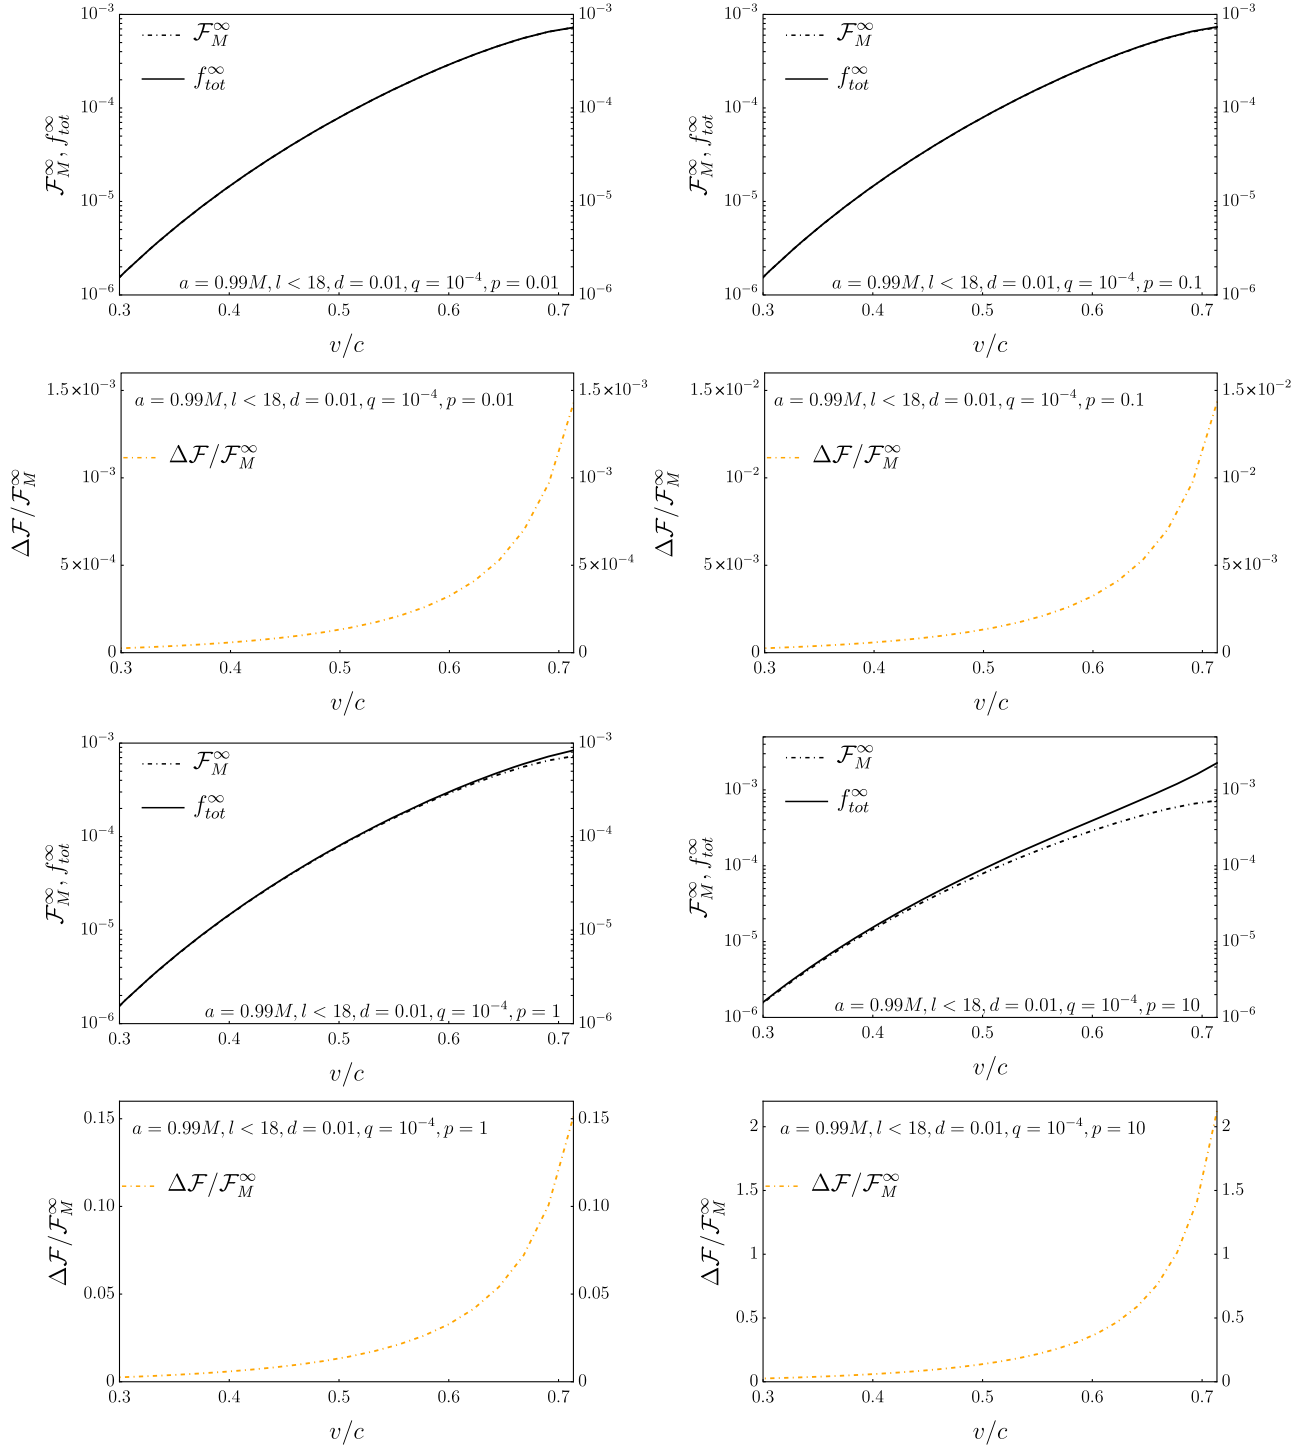 10⁻³
10⁻⁴
10⁻⁵
10⁻⁶
ℱ_M^∞, f_tot^∞
ℱ_M^∞
f_tot^∞
a = 0.99M, l < 18, d = 0.01, q = 10⁻⁴, p = 0.01
10⁻³
10⁻⁴
10⁻⁵
10⁻⁶
0.3 0.4 0.5 0.6 0.7
v/c
10⁻³
10⁻⁴
10⁻⁵
10⁻⁶
ℱ_M^∞, f_tot^∞
ℱ_M^∞
f_tot^∞
a = 0.99M, l < 18, d = 0.01, q = 10⁻⁴, p = 0.1
10⁻³
10⁻⁴
10⁻⁵
10⁻⁶
0.3 0.4 0.5 0.6 0.7
v/c
1.5×10⁻³
10⁻³
5×10⁻⁴
0
Δℱ/ℱ_M^∞
a = 0.99M, l < 18, d = 0.01, q = 10⁻⁴, p = 0.01
Δℱ/ℱ_M^∞
1.5×10⁻³
10⁻³
5×10⁻⁴
0
0.3 0.4 0.5 0.6 0.7
v/c
1.5×10⁻²
10⁻²
5×10⁻³
0
Δℱ/ℱ_M^∞
a = 0.99M, l < 18, d = 0.01, q = 10⁻⁴, p = 0.1
Δℱ/ℱ_M^∞
1.5×10⁻²
10⁻²
5×10⁻³
0
0.3 0.4 0.5 0.6 0.7
v/c
10⁻³
10⁻⁴
10⁻⁵
10⁻⁶
ℱ_M^∞, f_tot^∞
ℱ_M^∞
f_tot^∞
a = 0.99M, l < 18, d = 0.01, q = 10⁻⁴, p = 1
10⁻³
10⁻⁴
10⁻⁵
10⁻⁶
0.3 0.4 0.5 0.6 0.7
v/c
10⁻³
10⁻⁴
10⁻⁵
10⁻⁶
ℱ_M^∞, f_tot^∞
ℱ_M^∞
f_tot^∞
a = 0.99M, l < 18, d = 0.01, q = 10⁻⁴, p = 10
10⁻³
10⁻⁴
10⁻⁵
10⁻⁶
0.3 0.4 0.5 0.6 0.7
v/c
0.15
0.10
0.05
0
Δℱ/ℱ_M^∞
a = 0.99M, l < 18, d = 0.01, q = 10⁻⁴, p = 1
Δℱ/ℱ_M^∞
0.15
0.10
0.05
0
0.3 0.4 0.5 0.6 0.7
v/c
2
1.5
1
0.5
0
Δℱ/ℱ_M^∞
a = 0.99M, l < 18, d = 0.01, q = 10⁻⁴, p = 10
Δℱ/ℱ_M^∞
2
1.5
1
0.5
0
0.3 0.4 0.5 0.6 0.7
v/c